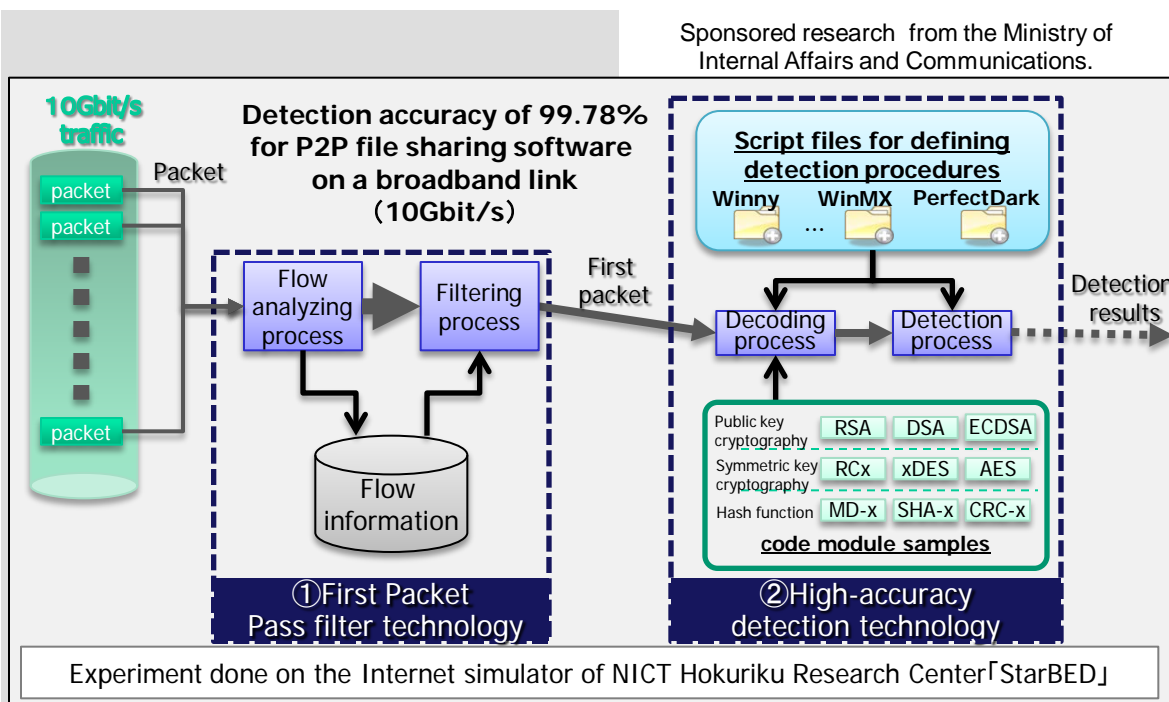 Sponsored research from the Ministry of
Internal Affairs and Communications.
10Gbit/s
traffic
packet
packet
packet
Packet
Detection accuracy of 99.78%
for P2P file sharing software
on a broadband link
（10Gbit/s）
Flow
analyzing
process
Filtering
process
Flow
information
①First Packet
Pass filter technology
First
packet
Script files for defining
detection procedures
Winny ... WinMX PerfectDark
Decoding
process
Detection
process
Detection
results
Public key
cryptography
RSA DSA ECDSA
Symmetric key
cryptography
RCx xDES AES
Hash function MD-x SHA-x CRC-x
code module samples
②High-accuracy
detection technology
Experiment done on the Internet simulator of NICT Hokuriku Research Center「StarBED」